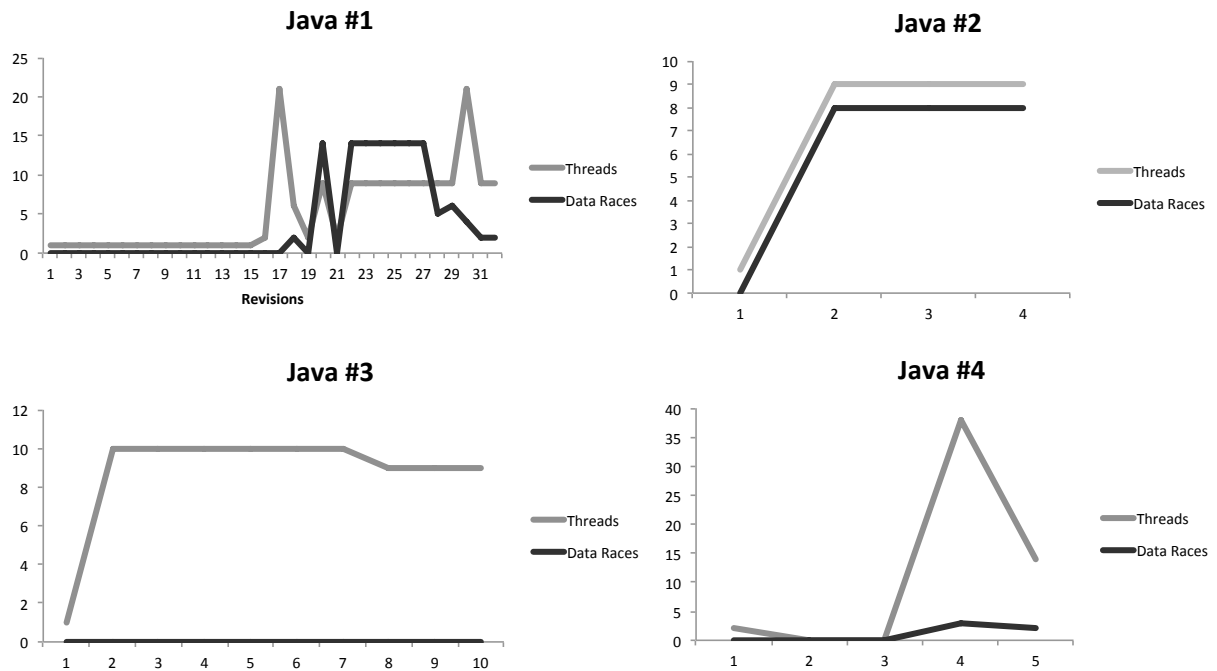 Java #1
25
20
15
10
5
0
1 3 5 7 9 11 13 15 17 19 21 23 25 27 29 31
Revisions
Threads
Data Races
Java #2
10
9
8
7
6
5
4
3
2
1
0
1 2 3 4
Threads
Data Races
Java #3
12
10
8
6
4
2
0
1 2 3 4 5 6 7 8 9 10
Threads
Data Races
Java #4
40
35
30
25
20
15
10
5
0
1 2 3 4 5
Threads
Data Races